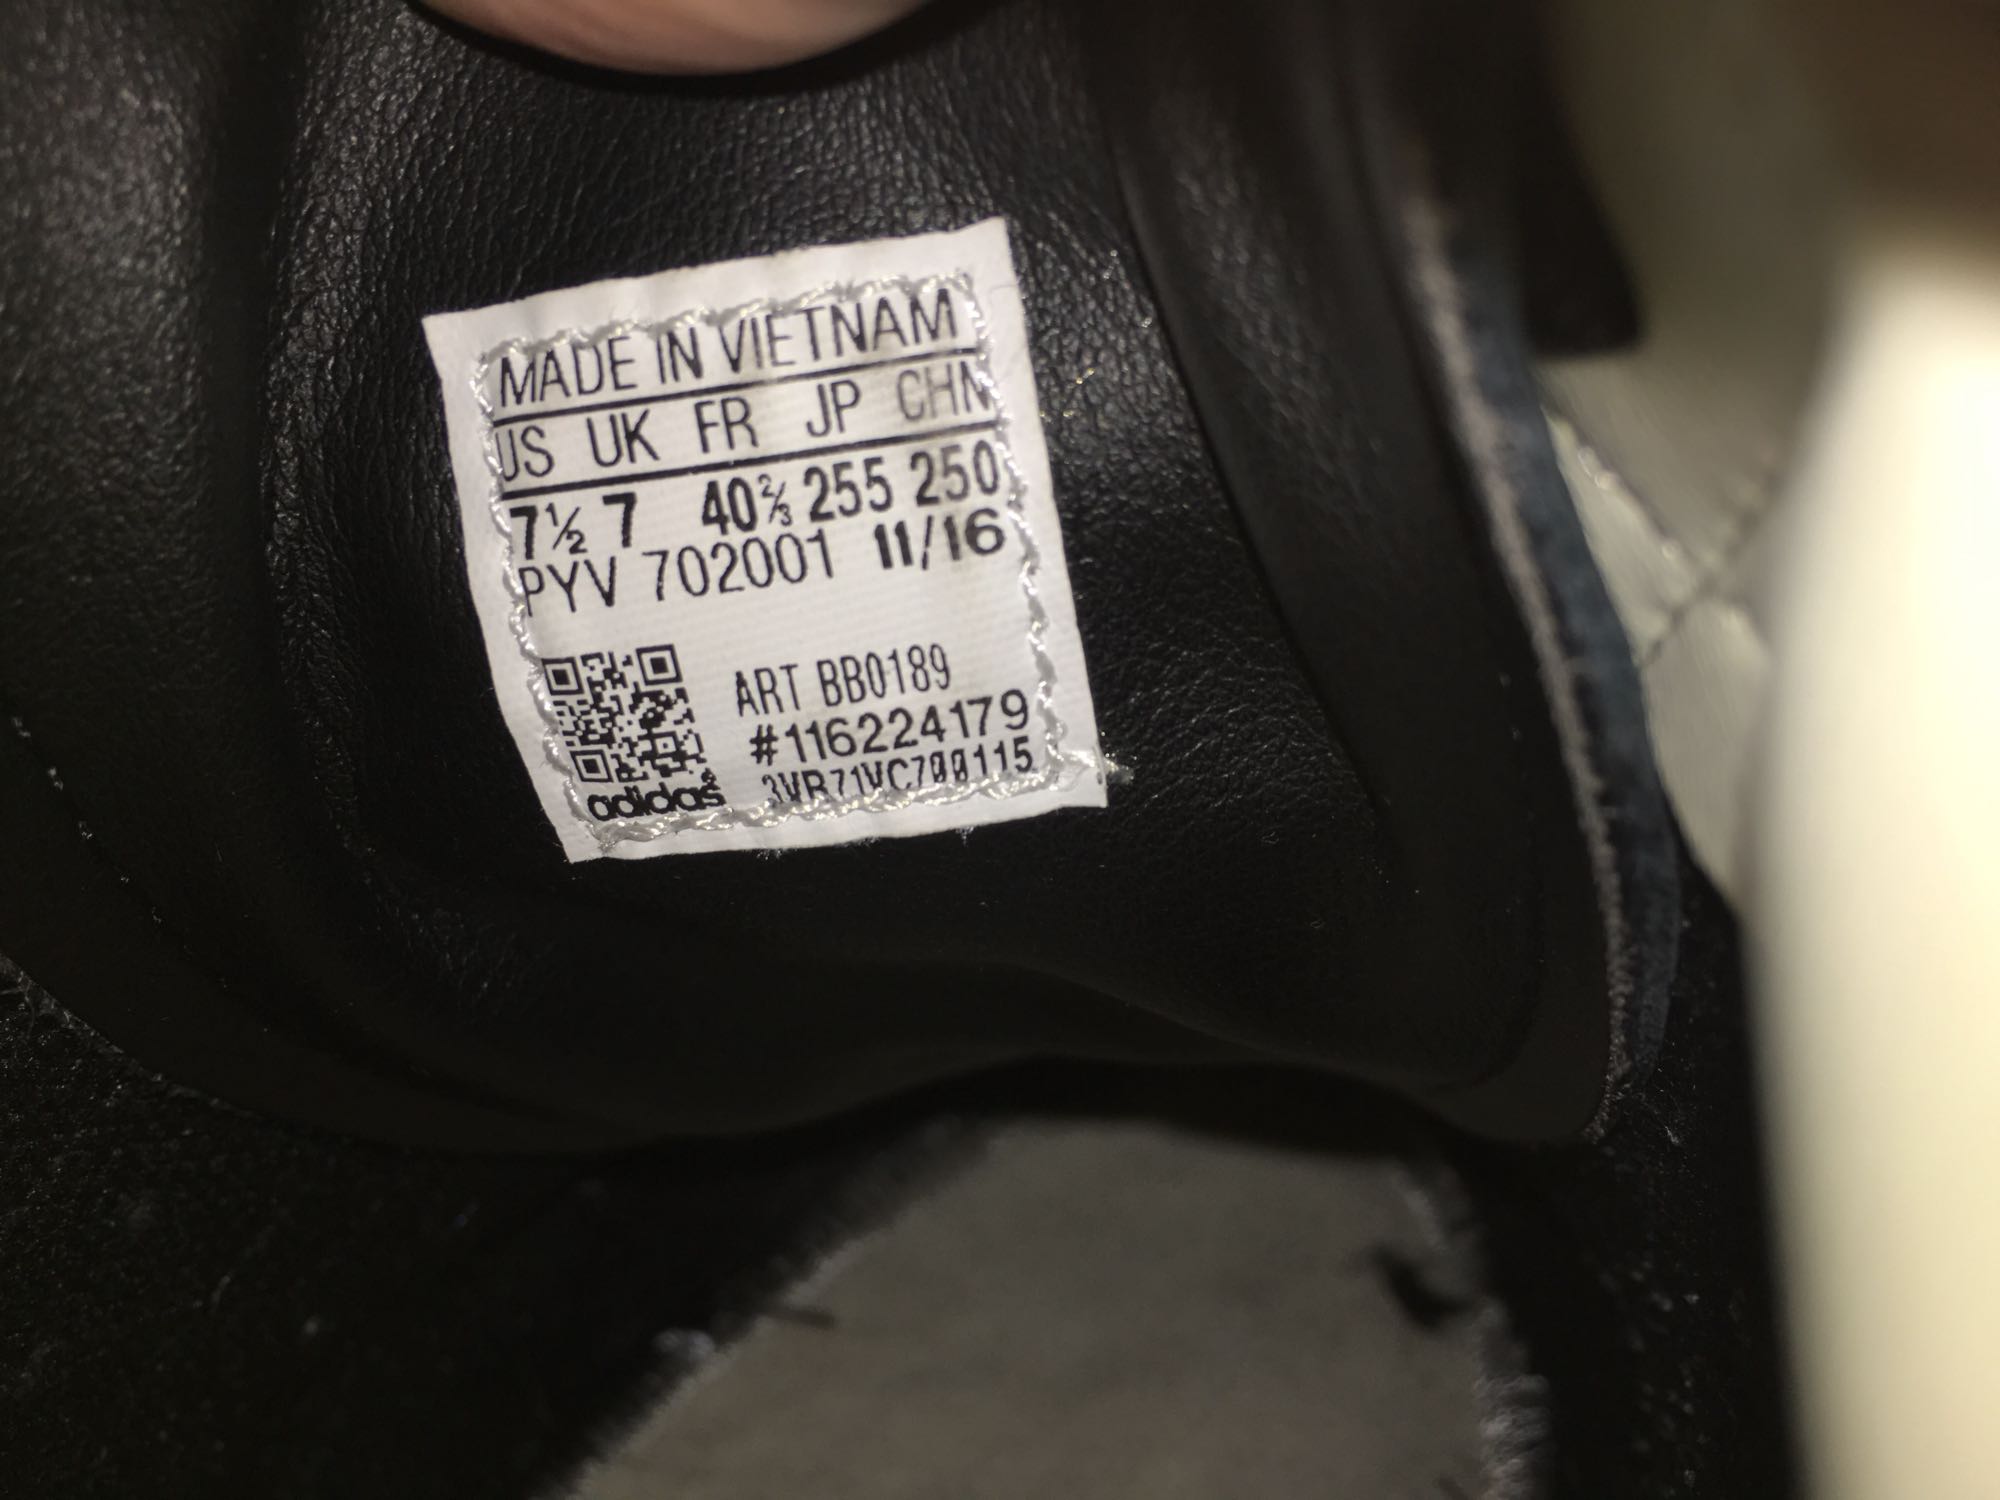 MADE IN VIETNAM
US UK FR JP CHN
7½ 7 40⅔ 255 250
PYV 702001 11/16
ART BB0189
#116224179
3VB71VC700115
adidas